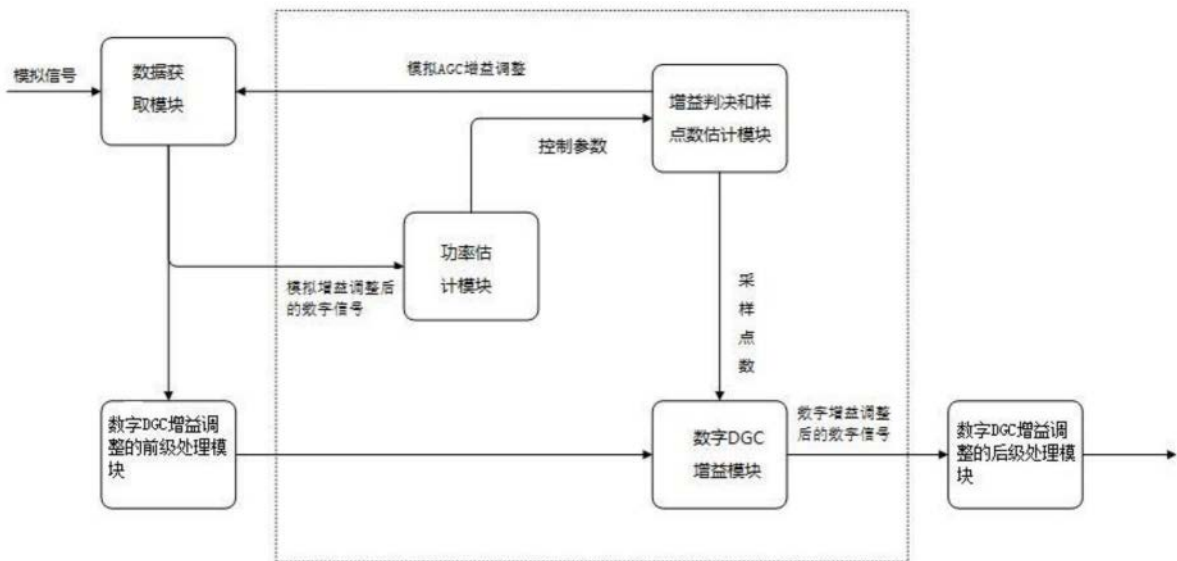 模拟信号
数据获
取模块
模拟AGC增益调整
增益判决和样
点数估计模块
控制参数
功率估
计模块
模拟增益调整后
的数字信号
采
样
点
数
数字DGC增益调
整的前级处理模
块
数字DGC
增益模块
数字增益调整
后的数字信号
数字DGC增益调
整的后级处理模
块